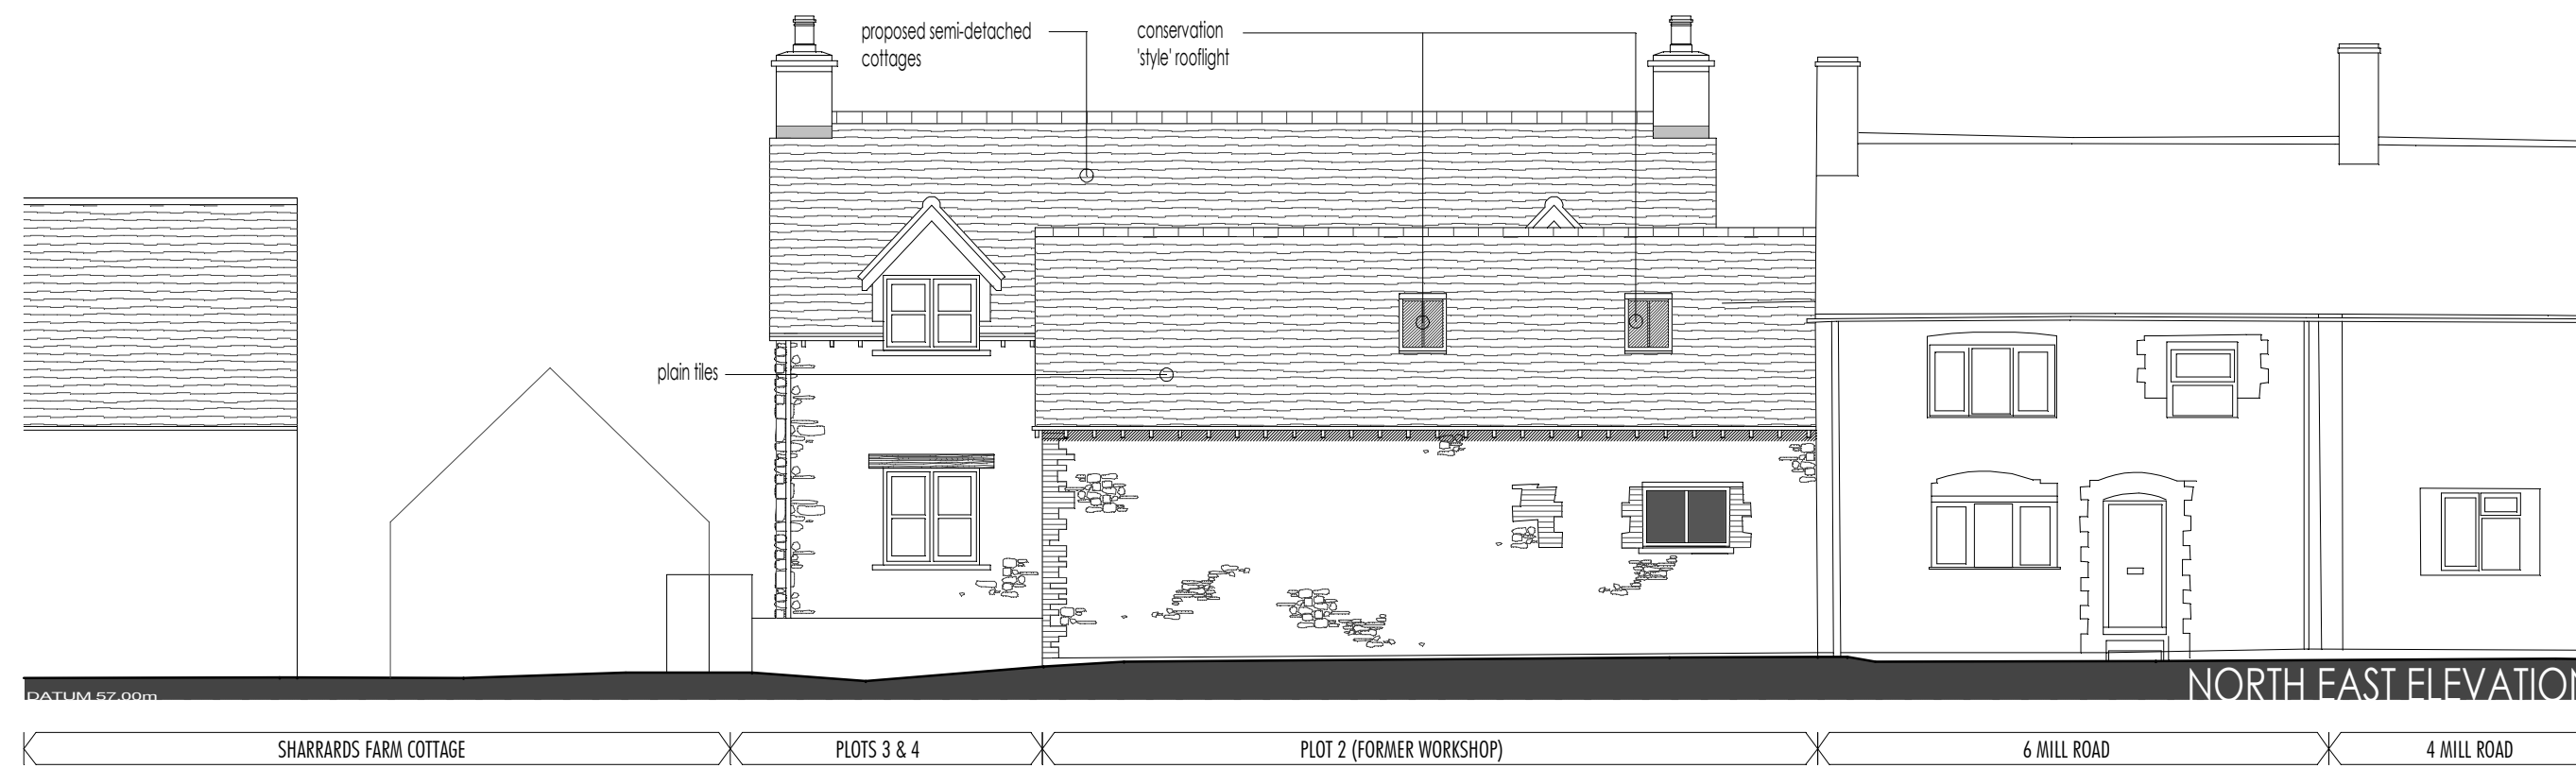 proposed semi-detached
cottages
conservation
'style' rooflight
plain tiles
DATUM 57.00m
NORTH EAST ELEVATION
SHARRARDS FARM COTTAGE
PLOTS 3 & 4
PLOT 2 (FORMER WORKSHOP)
6 MILL ROAD
4 MILL ROAD